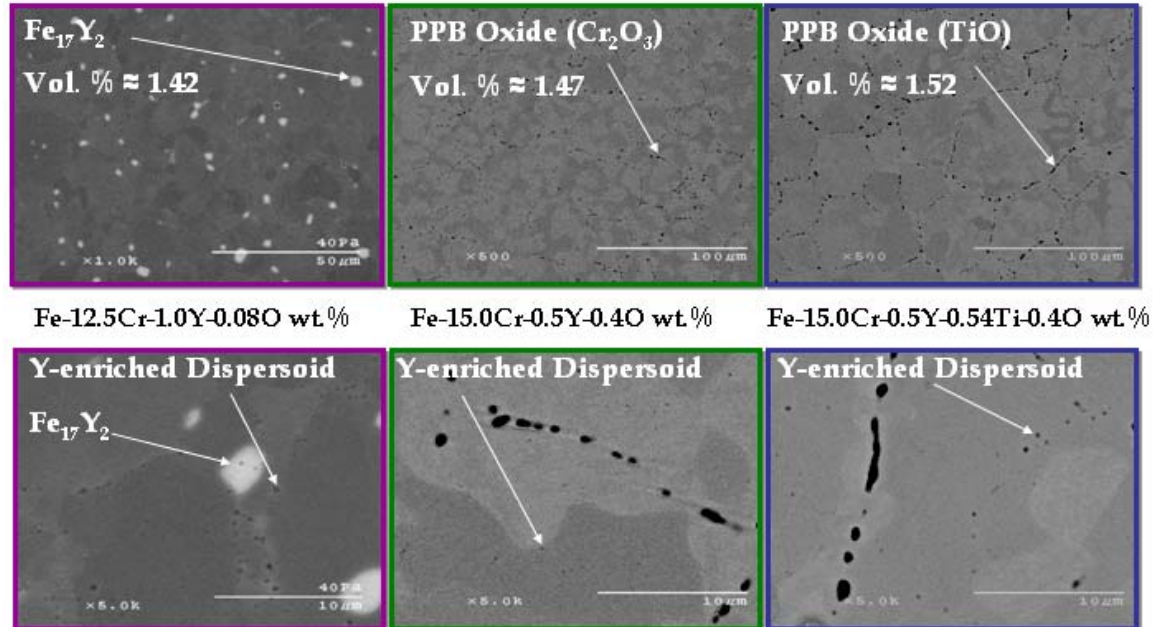 Fe₁₇Y₂
Vol. % ≈ 1.42
×1.0k
40Pa
50µm
PPB Oxide (Cr₂O₃)
Vol. % ≈ 1.47
×500
100µm
PPB Oxide (TiO)
Vol. % ≈ 1.52
×500
100µm
Fe-12.5Cr-1.0Y-0.08O wt.%
Fe-15.0Cr-0.5Y-0.4O wt.%
Fe-15.0Cr-0.5Y-0.54Ti-0.4O wt.%
Y-enriched Dispersoid
Fe₁₇Y₂
×5.0k
40Pa
10µm
Y-enriched Dispersoid
×5.0k
10µm
Y-enriched Dispersoid
×5.0k
10µm